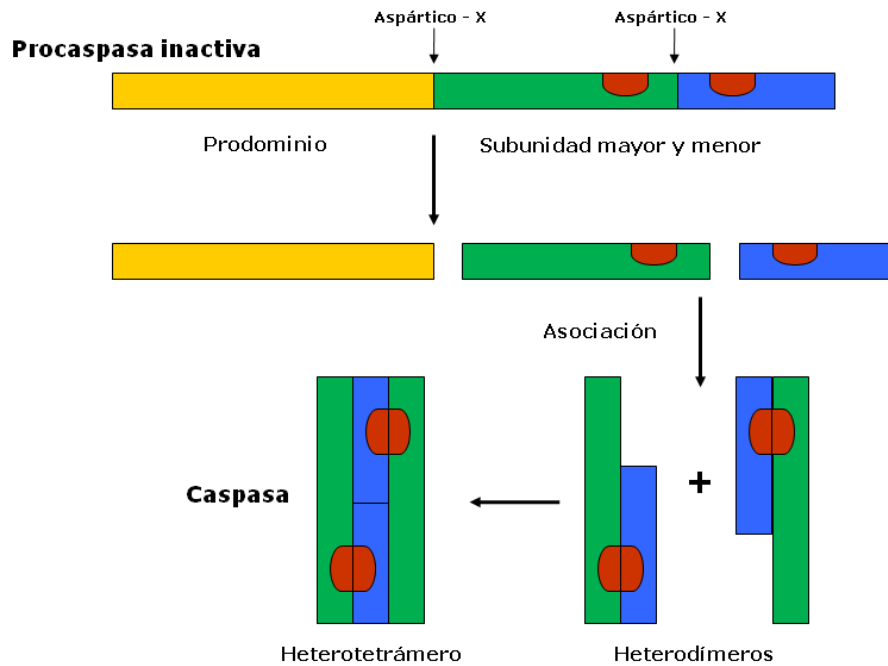 Aspártico - X
Aspártico - X
Procaspasa inactiva
Prodominio
Subunidad mayor y menor
Asociación
+
Caspasa
Heterotetrámero
Heterodímeros